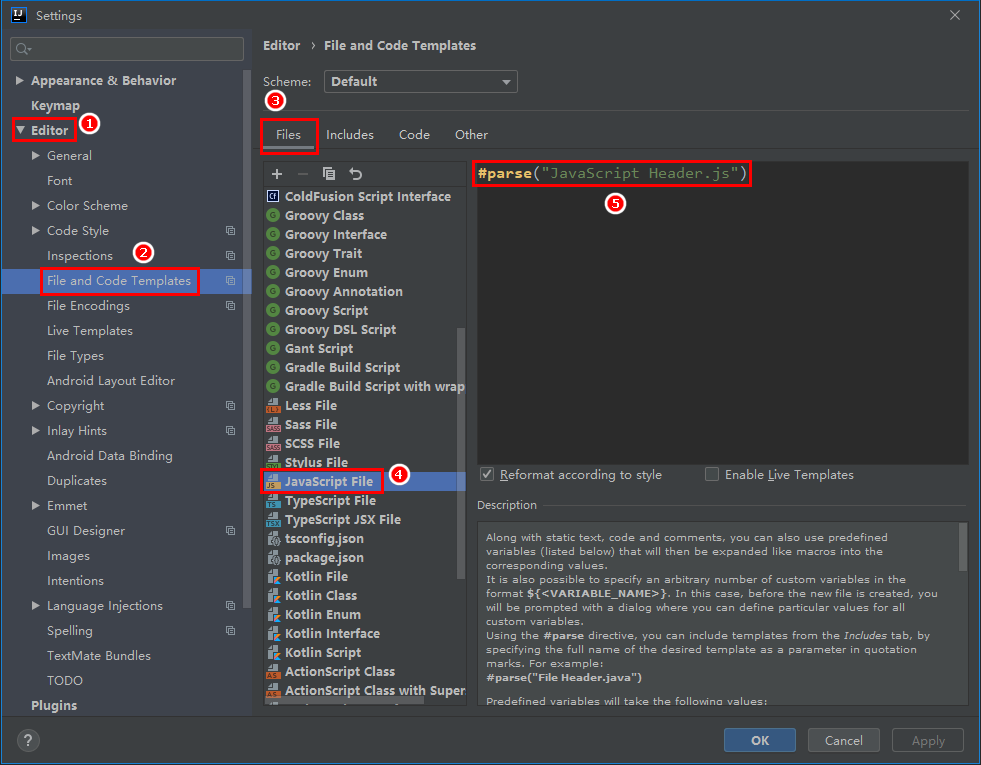 Settings
Appearance & Behavior
Keymap
Editor
1
General
Font
Color Scheme
Code Style
Inspections
2
File and Code Templates
File Encodings
Live Templates
File Types
Android Layout Editor
Copyright
Inlay Hints
Android Data Binding
Duplicates
Emmet
GUI Designer
Images
Intentions
Language Injections
Spelling
TextMate Bundles
TODO
Plugins
Editor › File and Code Templates
Scheme: Default
3
Files Includes Code Other
ColdFusion Script Interface
Groovy Class
Groovy Interface
Groovy Trait
Groovy Enum
Groovy Annotation
Groovy Script
Groovy DSL Script
Gant Script
Gradle Build Script
Gradle Build Script with wrap
Less File
Sass File
SCSS File
Stylus File
JavaScript File
4
TypeScript File
TypeScript JSX File
tsconfig.json
package.json
Kotlin File
Kotlin Class
Kotlin Enum
Kotlin Interface
Kotlin Script
ActionScript Class
ActionScript Class with Super
#parse("JavaScript Header.js")
5
Reformat according to style Enable Live Templates
Description
Along with static text, code and comments, you can also use predefined
variables (listed below) that will then be expanded like macros into the
corresponding values.
It is also possible to specify an arbitrary number of custom variables in the
format ${<VARIABLE_NAME>}. In this case, before the new file is created, you
will be prompted with a dialog where you can define particular values for all
custom variables.
Using the #parse directive, you can include templates from the Includes tab, by
specifying the full name of the desired template as a parameter in quotation
marks. For example:
#parse("File Header.java")
Predefined variables will take the following values:
? OK Cancel Apply